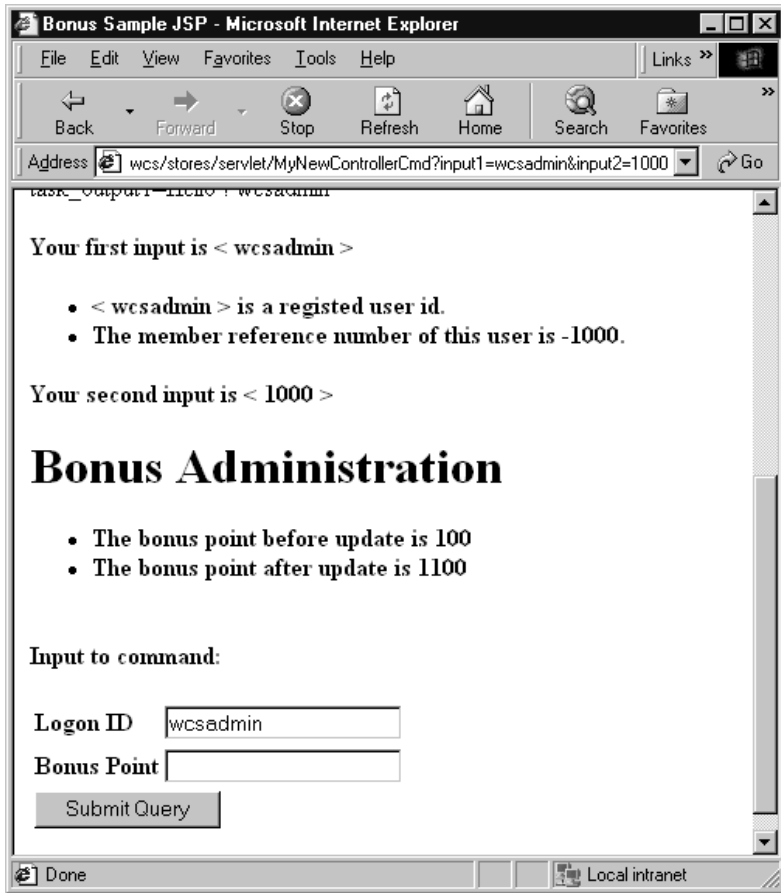 Bonus Sample JSP - Microsoft Internet Explorer
File Edit View Favorites Tools Help Links »
Back Forward Stop Refresh Home Search Favorites »
Address wcs/stores/servlet/MyNewControllerCmd?input1=wcsadmin&input2=1000 Go
task_output1=Hello ! wcsadmin
Your first input is < wcsadmin >
• < wcsadmin > is a registed user id.
• The member reference number of this user is -1000.
Your second input is < 1000 >
Bonus Administration
• The bonus point before update is 100
• The bonus point after update is 1100
Input to command:
Logon ID wcsadmin
Bonus Point
Submit Query
Done Local intranet